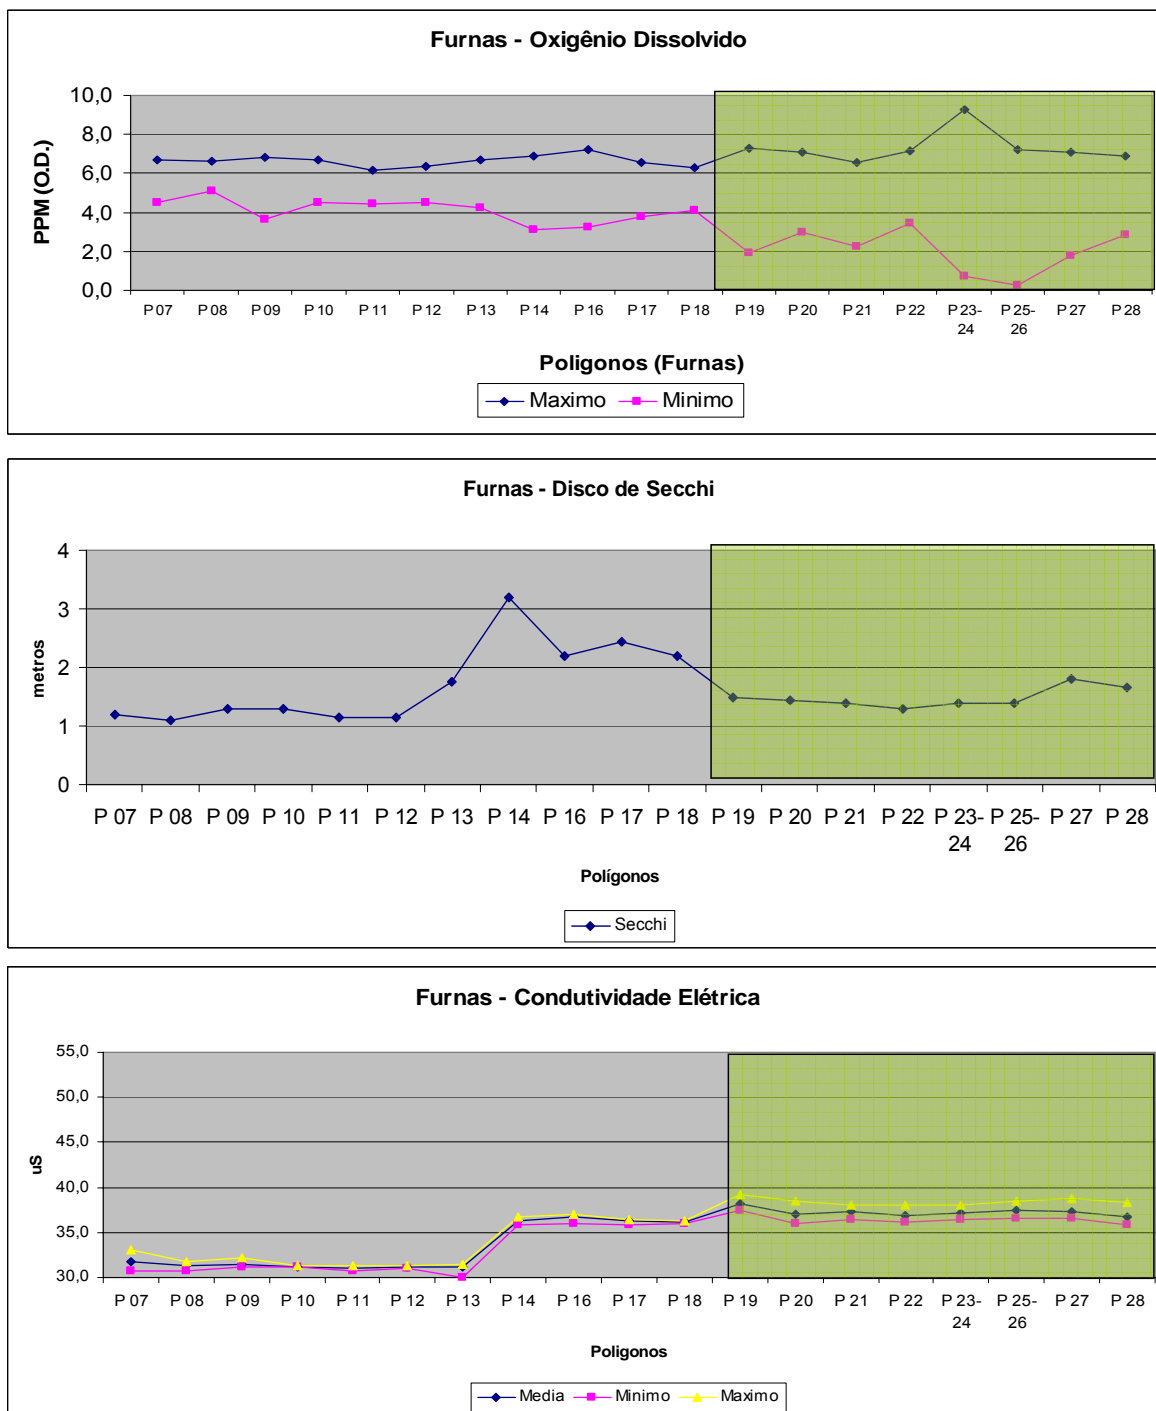 Furnas - Oxigênio Dissolvido
PPM (O.D.)
10,0
8,0
6,0
4,0
2,0
0,0
P 07 P 08 P 09 P 10 P 11 P 12 P 13 P 14 P 16 P 17 P 18 P 19 P 20 P 21 P 22 P 23- P 25- P 27 P 28
24 26
Poligonos (Furnas)
Maximo Minimo
Furnas - Disco de Secchi
metros
4
3
2
1
0
P 07 P 08 P 09 P 10 P 11 P 12 P 13 P 14 P 16 P 17 P 18 P 19 P 20 P 21 P 22 P 23- P 25- P 27 P 28
24 26
Polígonos
Secchi
Furnas - Condutividade Elétrica
uS
55,0
50,0
45,0
40,0
35,0
30,0
P 07 P 08 P 09 P 10 P 11 P 12 P 13 P 14 P 16 P 17 P 18 P 19 P 20 P 21 P 22 P 23- P 25- P 27 P 28
24 26
Poligonos
Media Minimo Maximo